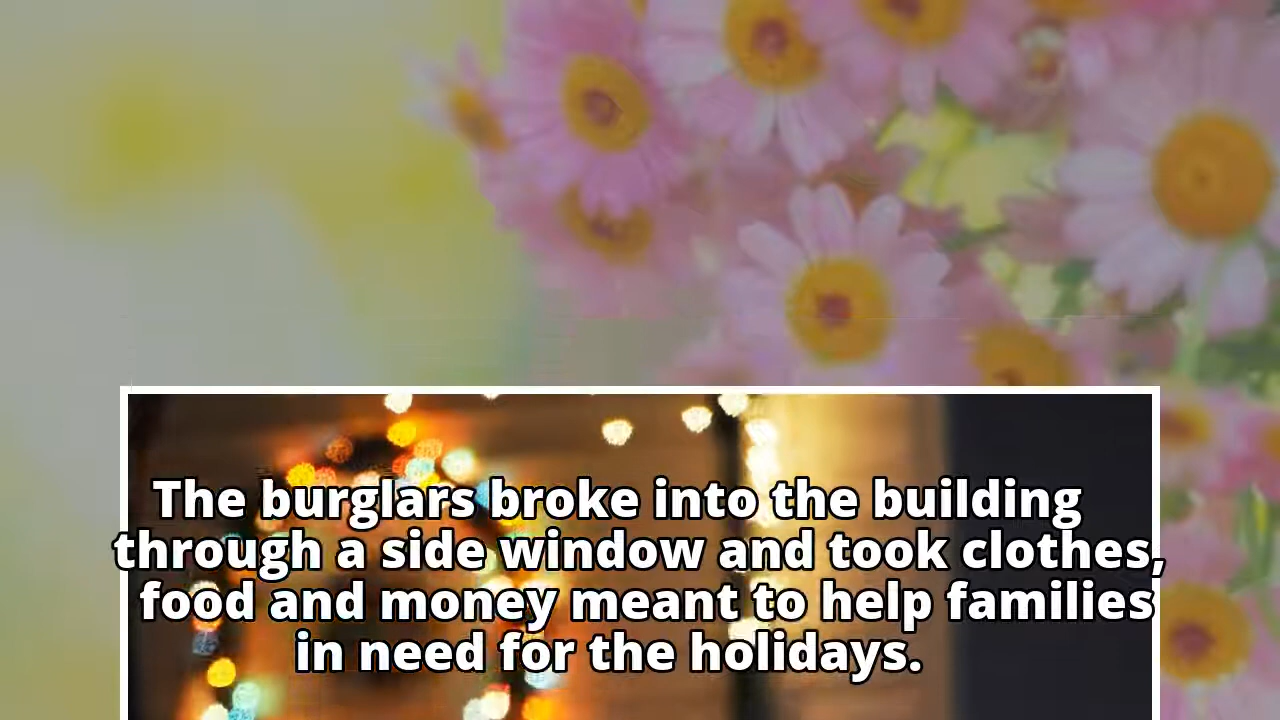 The burglars broke into the building
through a side window and took clothes,
food and money meant to help families
in need for the holidays.